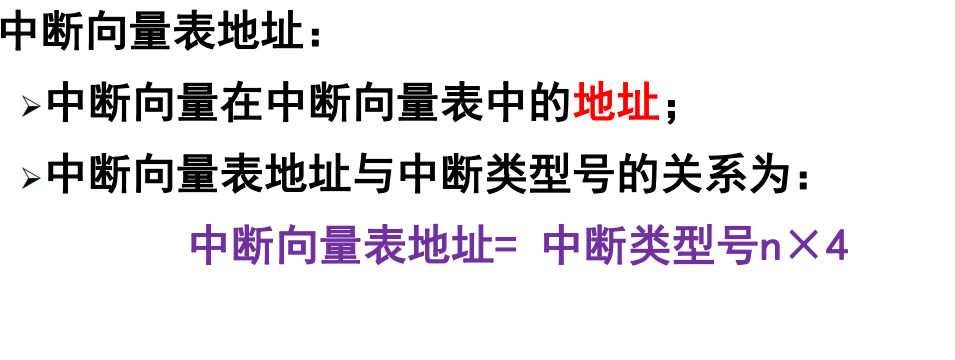 中断向量表地址：
➢中断向量在中断向量表中的地址；
➢中断向量表地址与中断类型号的关系为：
中断向量表地址= 中断类型号n×4